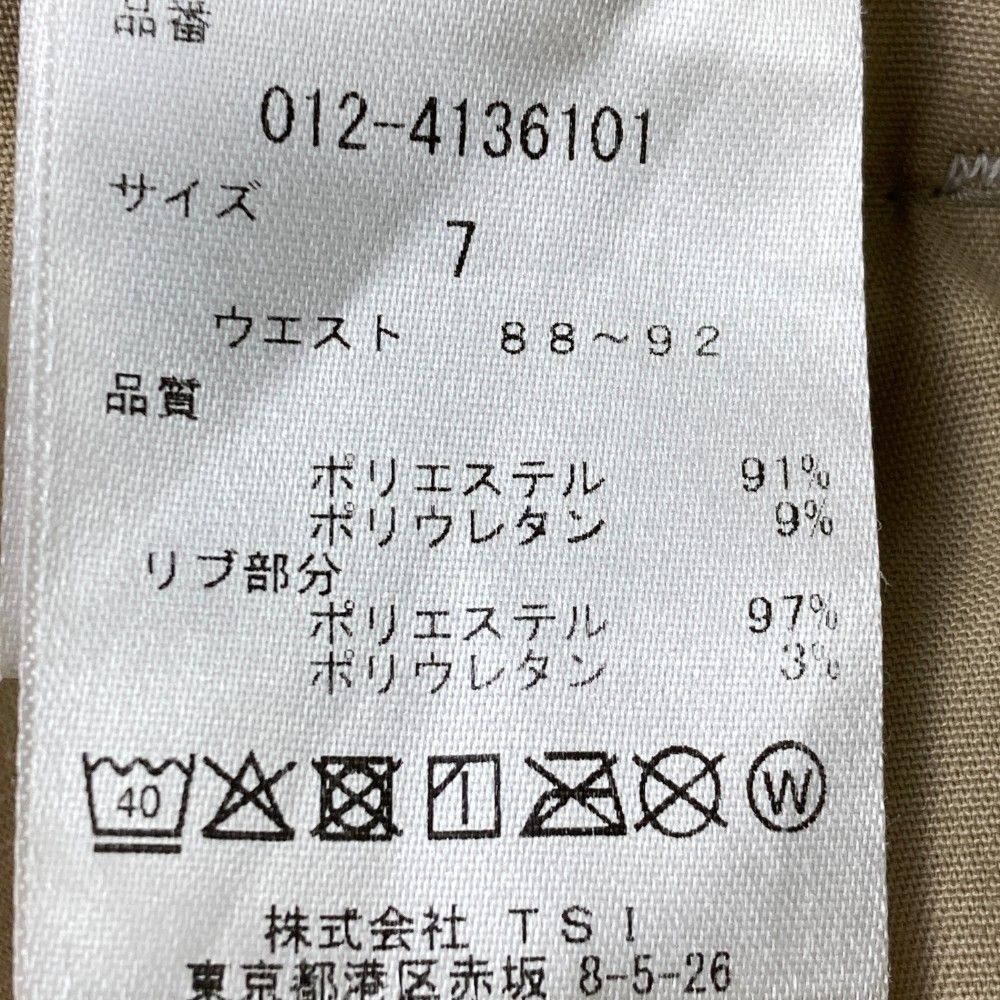 品番
012-4136101
サイズ
7
ウエスト 88～92
品質
ポリエステル 91%
ポリウレタン 9%
リブ部分
ポリエステル 97%
ポリウレタン 3%
40 W
株式会社 TSI
東京都港区赤坂 8-5-26